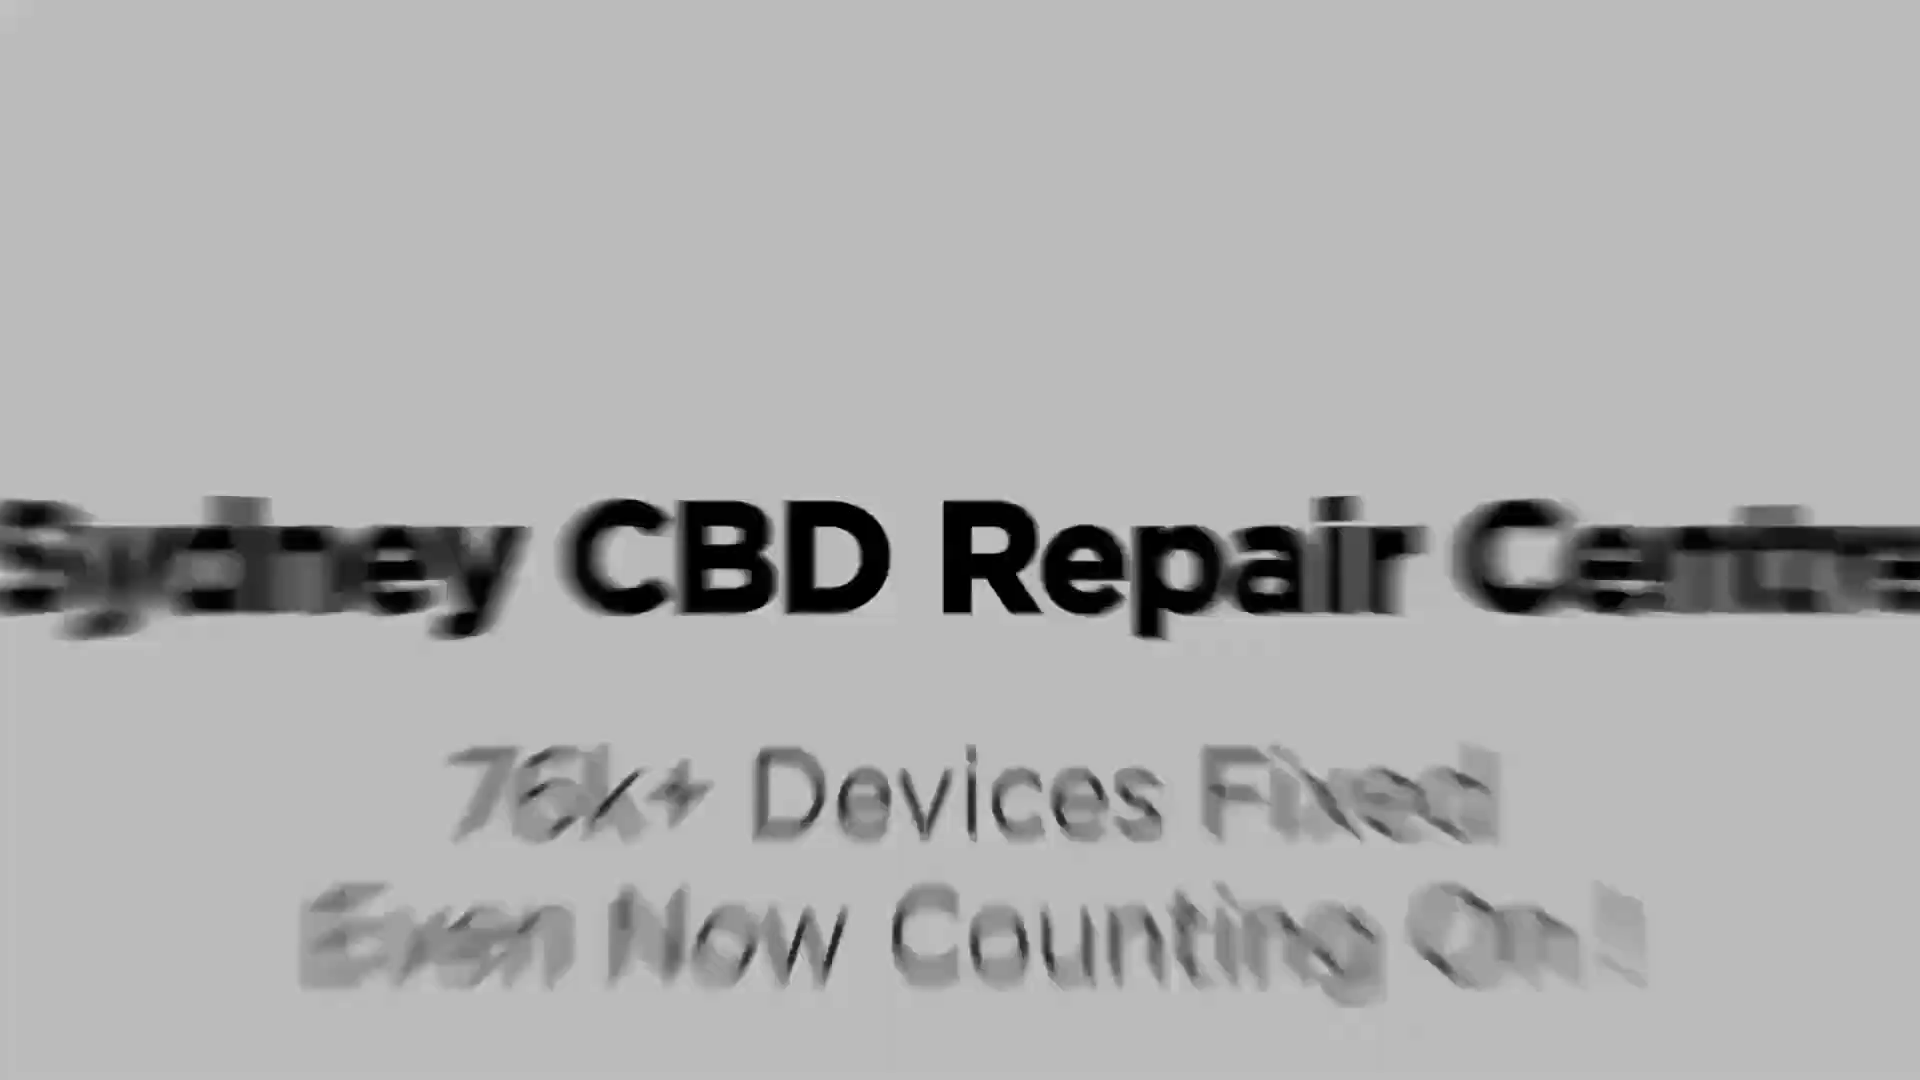 Sydney CBD Repair Centre
76k+ Devices Fixed
Even Now Counting On!